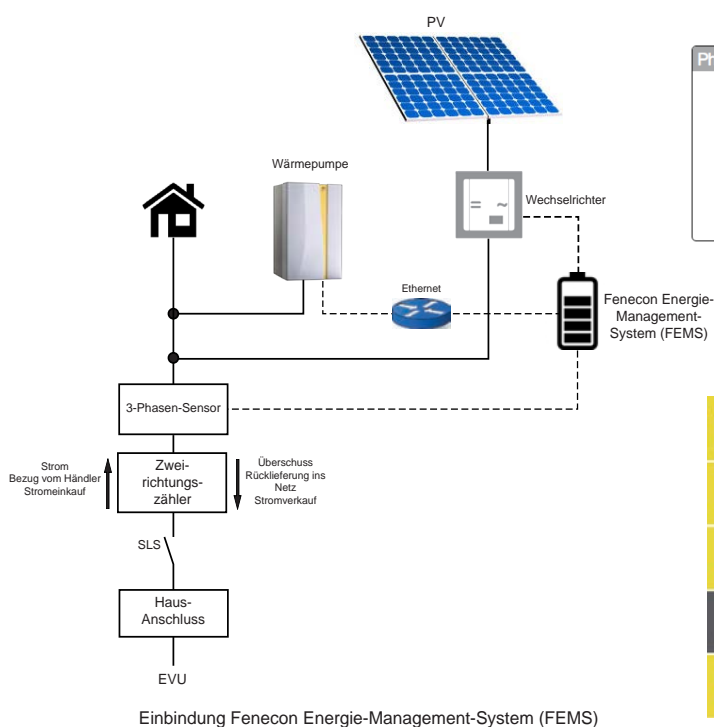 PV
Ph
Wärmepumpe
= ~
Wechselrichter
Ethernet
Fenecon Energie-
Management-
System (FEMS)
3-Phasen-Sensor
Strom
Bezug vom Händler
Stromeinkauf
Zwei-
richtungs-
zähler
Überschuss
Rücklieferung ins
Netz
Stromverkauf
SLS
Haus-
Anschluss
EVU
Einbindung Fenecon Energie-Management-System (FEMS)